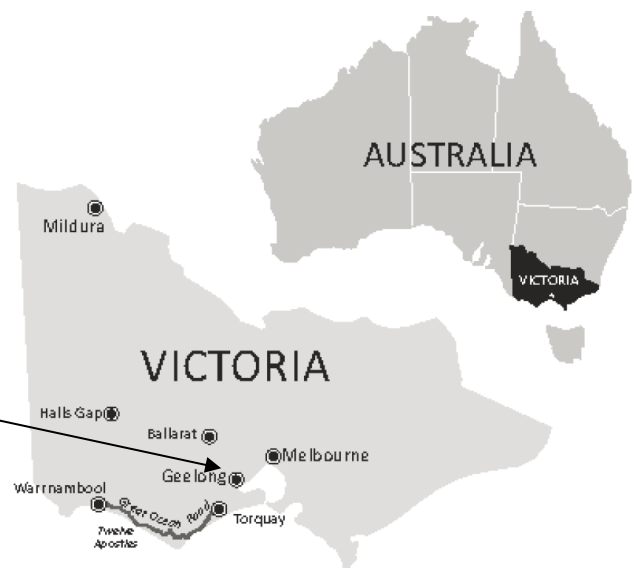 AUSTRALIA
VICTORIA
Mildura
VICTORIA
Halls Gap
Ballarat
Melbourne
Geelong
Warrnambool
Great Ocean Road
Torquay
Twelve
Apostles